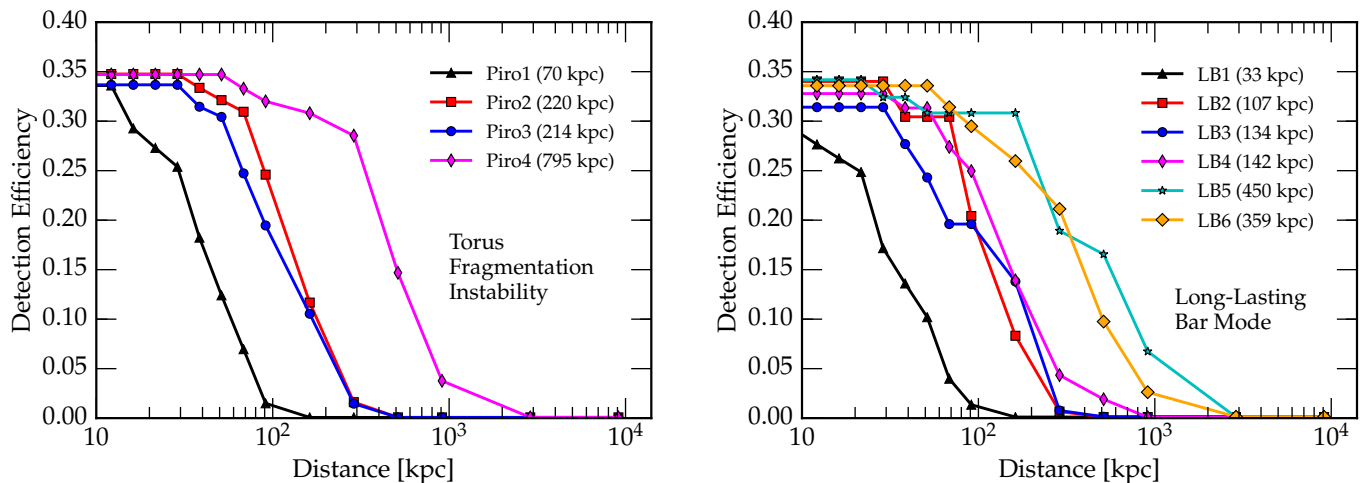 0.40
0.35
0.30
0.25
0.20
0.15
0.10
0.05
0.00
Detection Efficiency
Piro1 (70 kpc)
Piro2 (220 kpc)
Piro3 (214 kpc)
Piro4 (795 kpc)
Torus
Fragmentation
Instability
10 10² 10³ 10⁴
Distance [kpc]
0.40
0.35
0.30
0.25
0.20
0.15
0.10
0.05
0.00
Detection Efficiency
LB1 (33 kpc)
LB2 (107 kpc)
LB3 (134 kpc)
LB4 (142 kpc)
LB5 (450 kpc)
LB6 (359 kpc)
Long-Lasting
Bar Mode
10 10² 10³ 10⁴
Distance [kpc]